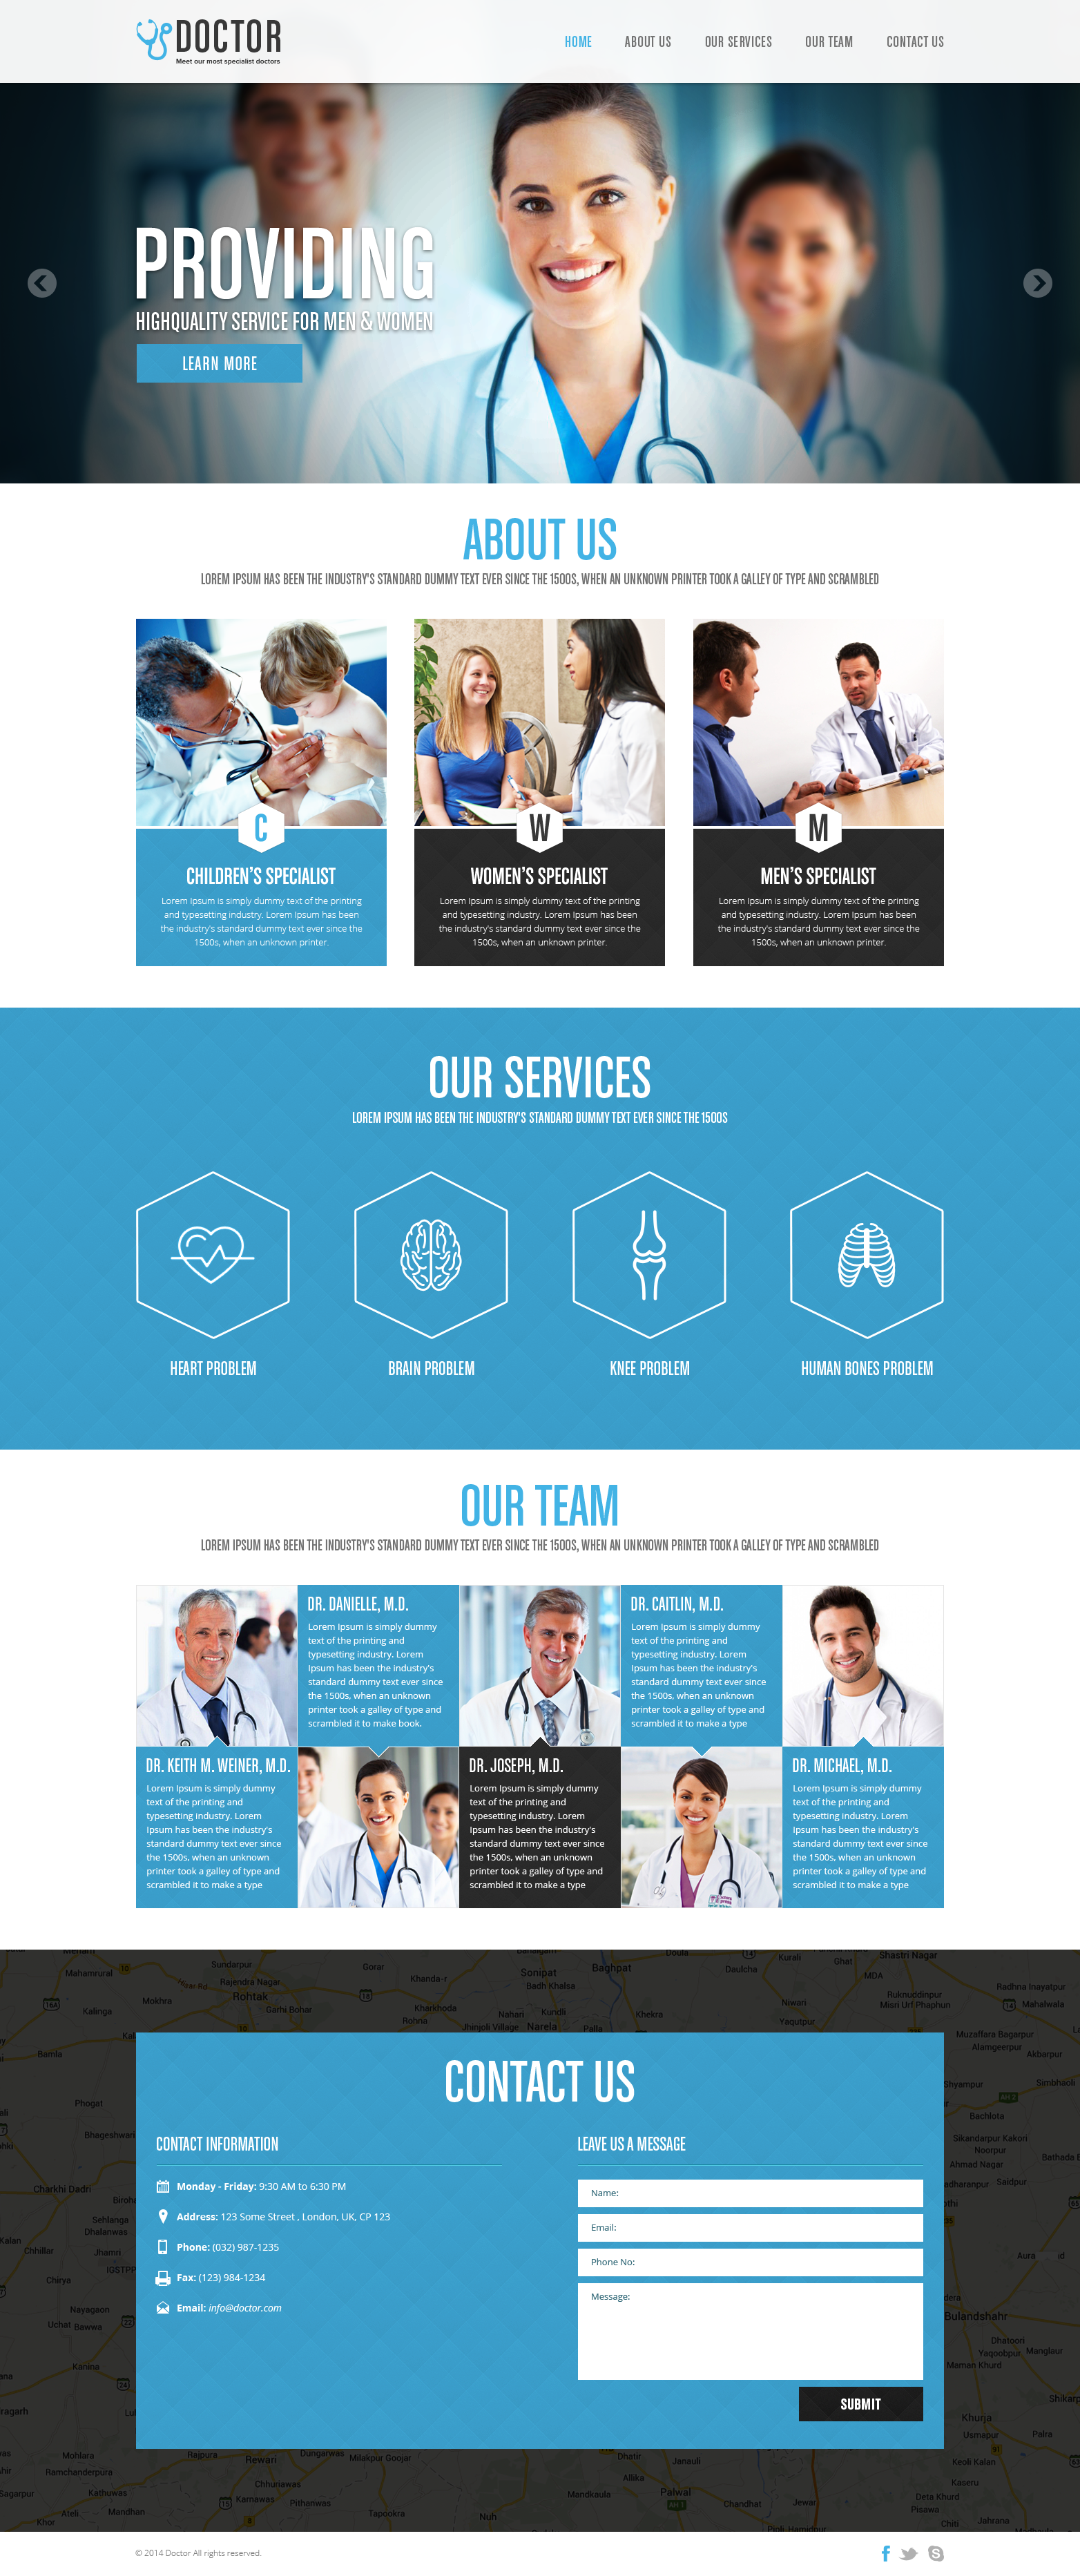 DOCTOR
Meet our most specialist doctors
HOME
ABOUT US
OUR SERVICES
OUR TEAM
CONTACT US
PROVIDING
HIGHQUALITY SERVICE FOR MEN & WOMEN
LEARN MORE
ABOUT US
LOREM IPSUM HAS BEEN THE INDUSTRY'S STANDARD DUMMY TEXT EVER SINCE THE 1500S, WHEN AN UNKNOWN PRINTER TOOK A GALLEY OF TYPE AND SCRAMBLED
C
CHILDREN'S SPECIALIST
Lorem Ipsum is simply dummy text of the printing
and typesetting industry. Lorem Ipsum has been
the industry's standard dummy text ever since the
1500s, when an unknown printer.
W
WOMEN'S SPECIALIST
Lorem Ipsum is simply dummy text of the printing
and typesetting industry. Lorem Ipsum has been
the industry's standard dummy text ever since the
1500s, when an unknown printer.
M
MEN'S SPECIALIST
Lorem Ipsum is simply dummy text of the printing
and typesetting industry. Lorem Ipsum has been
the industry's standard dummy text ever since the
1500s, when an unknown printer.
OUR SERVICES
LOREM IPSUM HAS BEEN THE INDUSTRY'S STANDARD DUMMY TEXT EVER SINCE THE 1500S
HEART PROBLEM
BRAIN PROBLEM
KNEE PROBLEM
HUMAN BONES PROBLEM
OUR TEAM
LOREM IPSUM HAS BEEN THE INDUSTRY'S STANDARD DUMMY TEXT EVER SINCE THE 1500S, WHEN AN UNKNOWN PRINTER TOOK A GALLEY OF TYPE AND SCRAMBLED
DR. DANIELLE, M.D.
Lorem Ipsum is simply dummy
text of the printing and
typesetting industry. Lorem
Ipsum has been the industry's
standard dummy text ever since
the 1500s, when an unknown
printer took a galley of type and
scrambled it to make book.
DR. CAITLIN, M.D.
Lorem Ipsum is simply dummy
text of the printing and
typesetting industry. Lorem
Ipsum has been the industry's
standard dummy text ever since
the 1500s, when an unknown
printer took a galley of type and
scrambled it to make a type
DR. KEITH M. WEINER, M.D.
Lorem Ipsum is simply dummy
text of the printing and
typesetting industry. Lorem
Ipsum has been the industry's
standard dummy text ever since
the 1500s, when an unknown
printer took a galley of type and
scrambled it to make a type
DR. JOSEPH, M.D.
Lorem Ipsum is simply dummy
text of the printing and
typesetting industry. Lorem
Ipsum has been the industry's
standard dummy text ever since
the 1500s, when an unknown
printer took a galley of type and
scrambled it to make a type
DR. MICHAEL, M.D.
Lorem Ipsum is simply dummy
text of the printing and
typesetting industry. Lorem
Ipsum has been the industry's
standard dummy text ever since
the 1500s, when an unknown
printer took a galley of type and
scrambled it to make a type
CONTACT US
CONTACT INFORMATION
Monday - Friday: 9:30 AM to 6:30 PM
Address: 123 Some Street , London, UK, CP 123
Phone: (032) 987-1235
Fax: (123) 984-1234
Email: info@doctor.com
LEAVE US A MESSAGE
Name:
Email:
Phone No:
Message:
SUBMIT
Sonipat
Baghpat
Rohtak
Narela
Bulandshahr
Khurja
Rewari
Palwal
© 2014 Doctor All rights reserved.